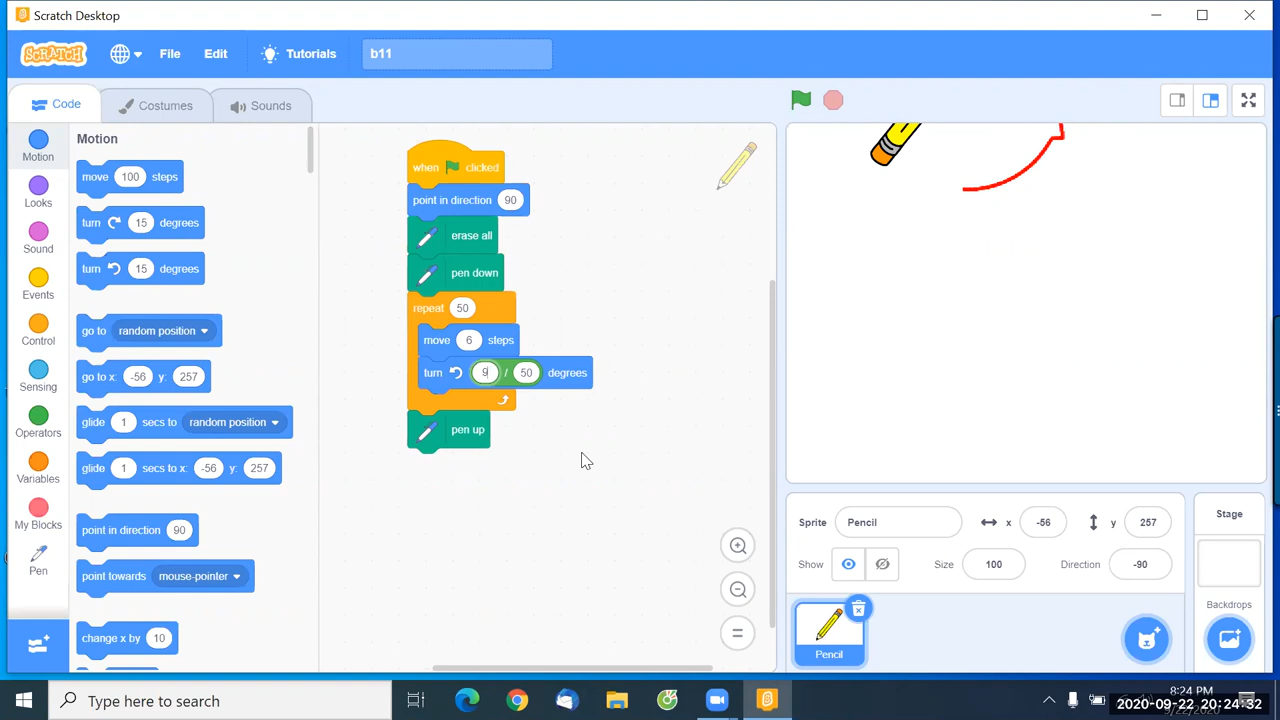 Scratch Desktop
SCRATCH File Edit Tutorials b11
Code Costumes Sounds
Motion
Looks
Sound
Events
Control
Sensing
Operators
Variables
My Blocks
Pen
Motion
move 100 steps
turn 15 degrees
turn 15 degrees
go to random position
go to x: -56 y: 257
glide 1 secs to random position
glide 1 secs to x: -56 y: 257
point in direction 90
point towards mouse-pointer
change x by 10
when clicked
point in direction 90
erase all
pen down
repeat 50
move 6 steps
turn 9 / 50 degrees
pen up
Sprite Pencil x -56 y 257
Show Size 100 Direction -90
Pencil
Stage
Backdrops
Type here to search
8:24 PM
2020-09-22 20:24:32